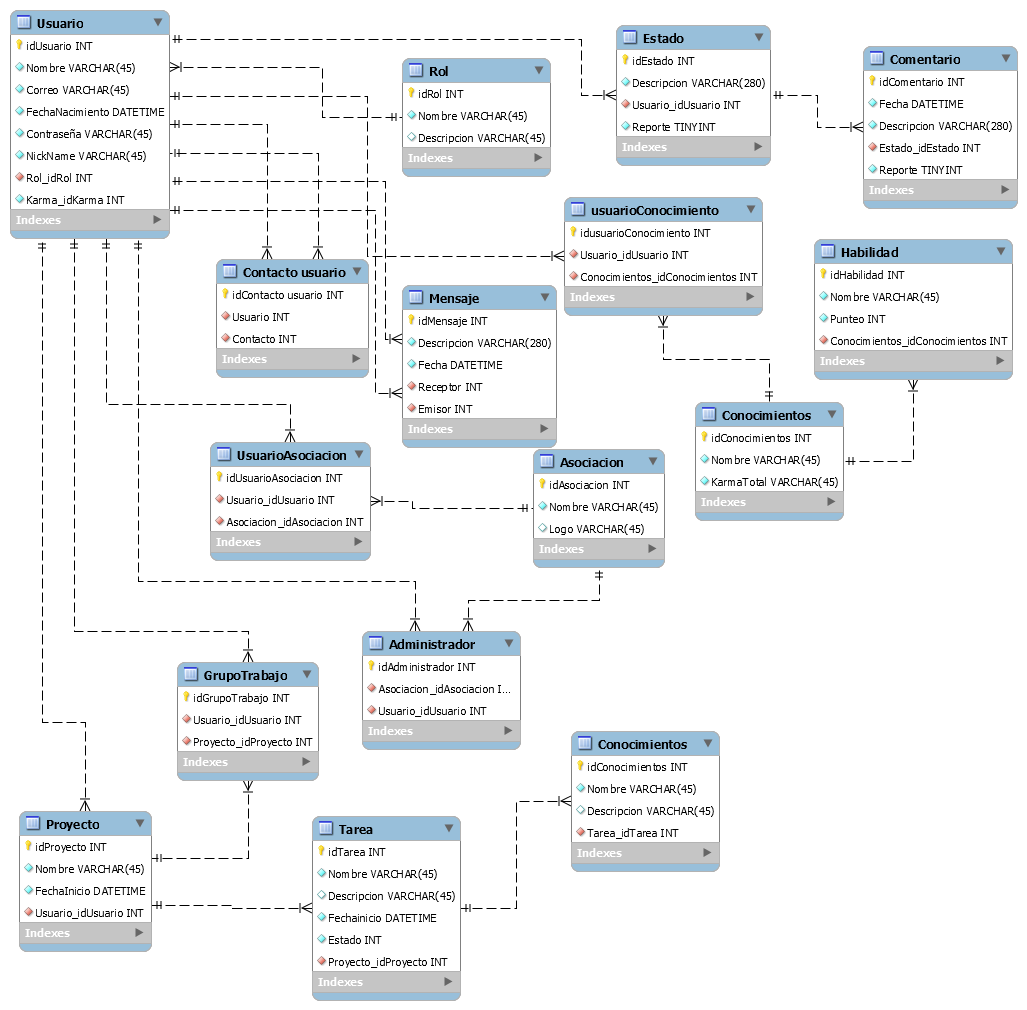 Usuario
idUsuario INT
Nombre VARCHAR(45)
Correo VARCHAR(45)
FechaNacimiento DATETIME
Contraseña VARCHAR(45)
NickName VARCHAR(45)
Rol_idRol INT
Karma_idKarma INT
Indexes
Rol
idRol INT
Nombre VARCHAR(45)
Descripcion VARCHAR(45)
Indexes
Estado
idEstado INT
Descripcion VARCHAR(280)
Usuario_idUsuario INT
Reporte TINYINT
Indexes
Comentario
idComentario INT
Fecha DATETIME
Descripcion VARCHAR(280)
Estado_idEstado INT
Reporte TINYINT
Indexes
usuarioConocimiento
idusuarioConocimiento INT
Usuario_idUsuario INT
Conocimientos_idConocimientos INT
Indexes
Habilidad
idHabilidad INT
Nombre VARCHAR(45)
Punteo INT
Conocimientos_idConocimientos INT
Indexes
Contacto usuario
idContacto usuario INT
Usuario INT
Contacto INT
Indexes
Mensaje
idMensaje INT
Descripcion VARCHAR(280)
Fecha DATETIME
Receptor INT
Emisor INT
Indexes
Conocimientos
idConocimientos INT
Nombre VARCHAR(45)
KarmaTotal VARCHAR(45)
Indexes
UsuarioAsociacion
idUsuarioAsociacion INT
Usuario_idUsuario INT
Asociacion_idAsociacion INT
Indexes
Asociacion
idAsociacion INT
Nombre VARCHAR(45)
Logo VARCHAR(45)
Indexes
Administrador
idAdministrador INT
Asociacion_idAsociacion I...
Usuario_idUsuario INT
Indexes
GrupoTrabajo
idGrupoTrabajo INT
Usuario_idUsuario INT
Proyecto_idProyecto INT
Indexes
Conocimientos
idConocimientos INT
Nombre VARCHAR(45)
Descripcion VARCHAR(45)
Tarea_idTarea INT
Indexes
Proyecto
idProyecto INT
Nombre VARCHAR(45)
FechaInicio DATETIME
Usuario_idUsuario INT
Indexes
Tarea
idTarea INT
Nombre VARCHAR(45)
Descripcion VARCHAR(45)
Fechainicio DATETIME
Estado INT
Proyecto_idProyecto INT
Indexes